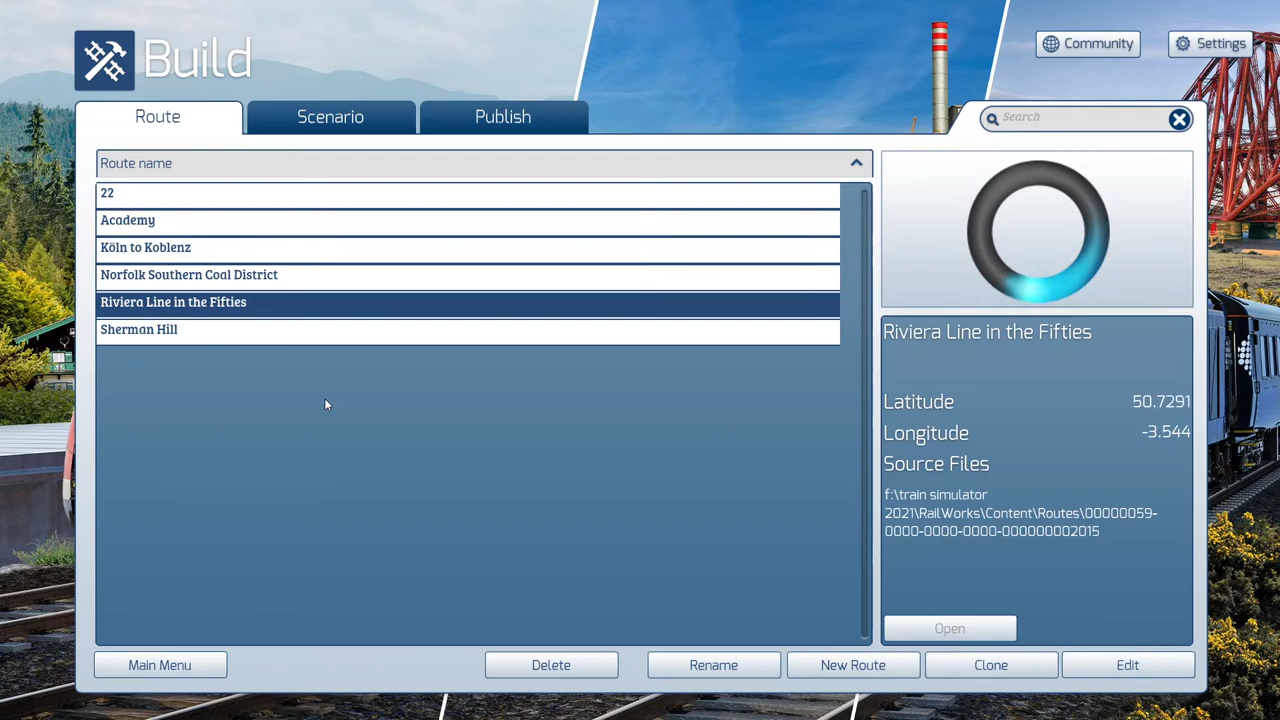 Build
Community
Settings
Route
Scenario
Publish
Search
Route name
22
Academy
Köln to Koblenz
Norfolk Southern Coal District
Riviera Line in the Fifties
Sherman Hill
Riviera Line in the Fifties
Latitude 50.7291
Longitude -3.544
Source Files
f:\train simulator
2021\RailWorks\Content\Routes\00000059-
0000-0000-0000-000000002015
Open
Main Menu
Delete
Rename
New Route
Clone
Edit